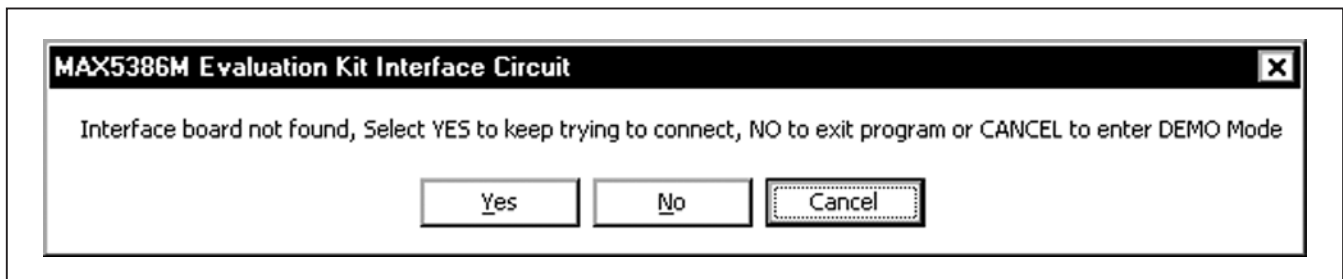 MAX5386M Evaluation Kit Interface Circuit
Interface board not found, Select YES to keep trying to connect, NO to exit program or CANCEL to enter DEMO Mode
Yes No Cancel